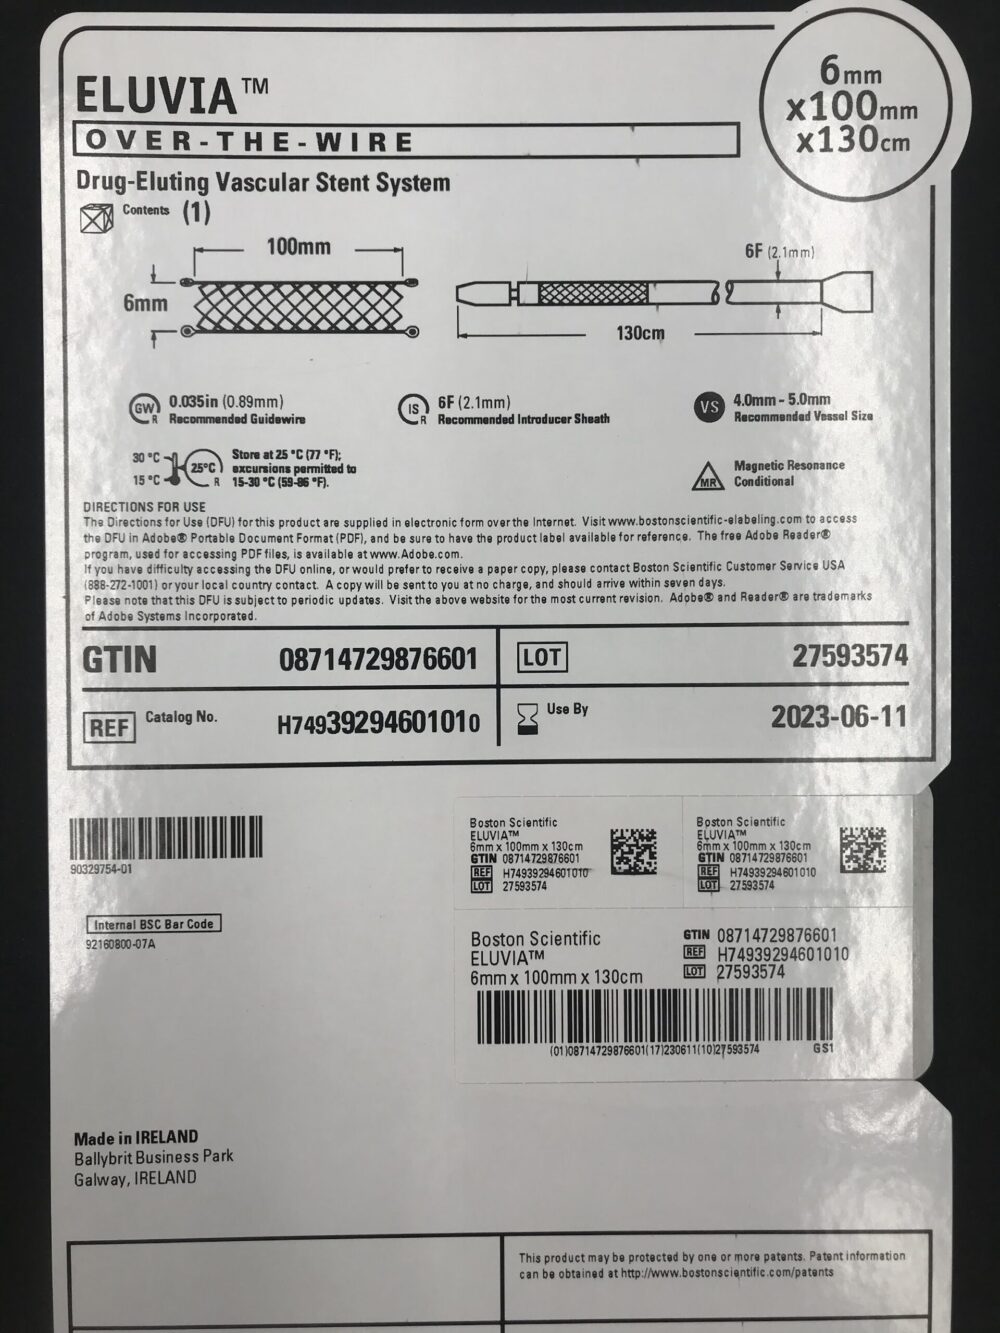 ELUVIA™
OVER-THE-WIRE
6mm
x100mm
x130cm
Drug-Eluting Vascular Stent System
Contents (1)
100mm
6mm
6F (2.1mm)
130cm
GW
R
0.035in (0.89mm)
Recommended Guidewire
IS
R
6F (2.1mm)
Recommended Introducer Sheath
VS
4.0mm - 5.0mm
Recommended Vessel Size
30 °C
15 °C
25°C
R
Store at 25 °C (77 °F);
excursions permitted to
15-30 °C (59-86 °F).
MR
Magnetic Resonance
Conditional
DIRECTIONS FOR USE
The Directions for Use (DFU) for this product are supplied in electronic form over the Internet. Visit www.bostonscientific-elabeling.com to access
the DFU in Adobe® Portable Document Format (PDF), and be sure to have the product label available for reference. The free Adobe Reader®
program, used for accessing PDF files, is available at www.Adobe.com.
If you have difficulty accessing the DFU online, or would prefer to receive a paper copy, please contact Boston Scientific Customer Service USA
(888-272-1001) or your local country contact. A copy will be sent to you at no charge, and should arrive within seven days.
Please note that this DFU is subject to periodic updates. Visit the above website for the most current revision. Adobe® and Reader® are trademarks
of Adobe Systems Incorporated.
GTIN 08714729876601
LOT 27593574
REF Catalog No. H74939294601010
Use By 2023-06-11
90329754-01
Internal BSC Bar Code
92160800-07A
Boston Scientific
ELUVIA™
6mm x 100mm x 130cm
GTIN 08714729876601
REF H74939294601010
LOT 27593574
Boston Scientific
ELUVIA™
6mm x 100mm x 130cm
GTIN 08714729876601
REF H74939294601010
LOT 27593574
Boston Scientific
ELUVIA™
6mm x 100mm x 130cm
GTIN 08714729876601
REF H74939294601010
LOT 27593574
(01)08714729876601(17)230611(10)27593574
GS1
Made in IRELAND
Ballybrit Business Park
Galway, IRELAND
This product may be protected by one or more patents. Patent information
can be obtained at http://www.bostonscientific.com/patents